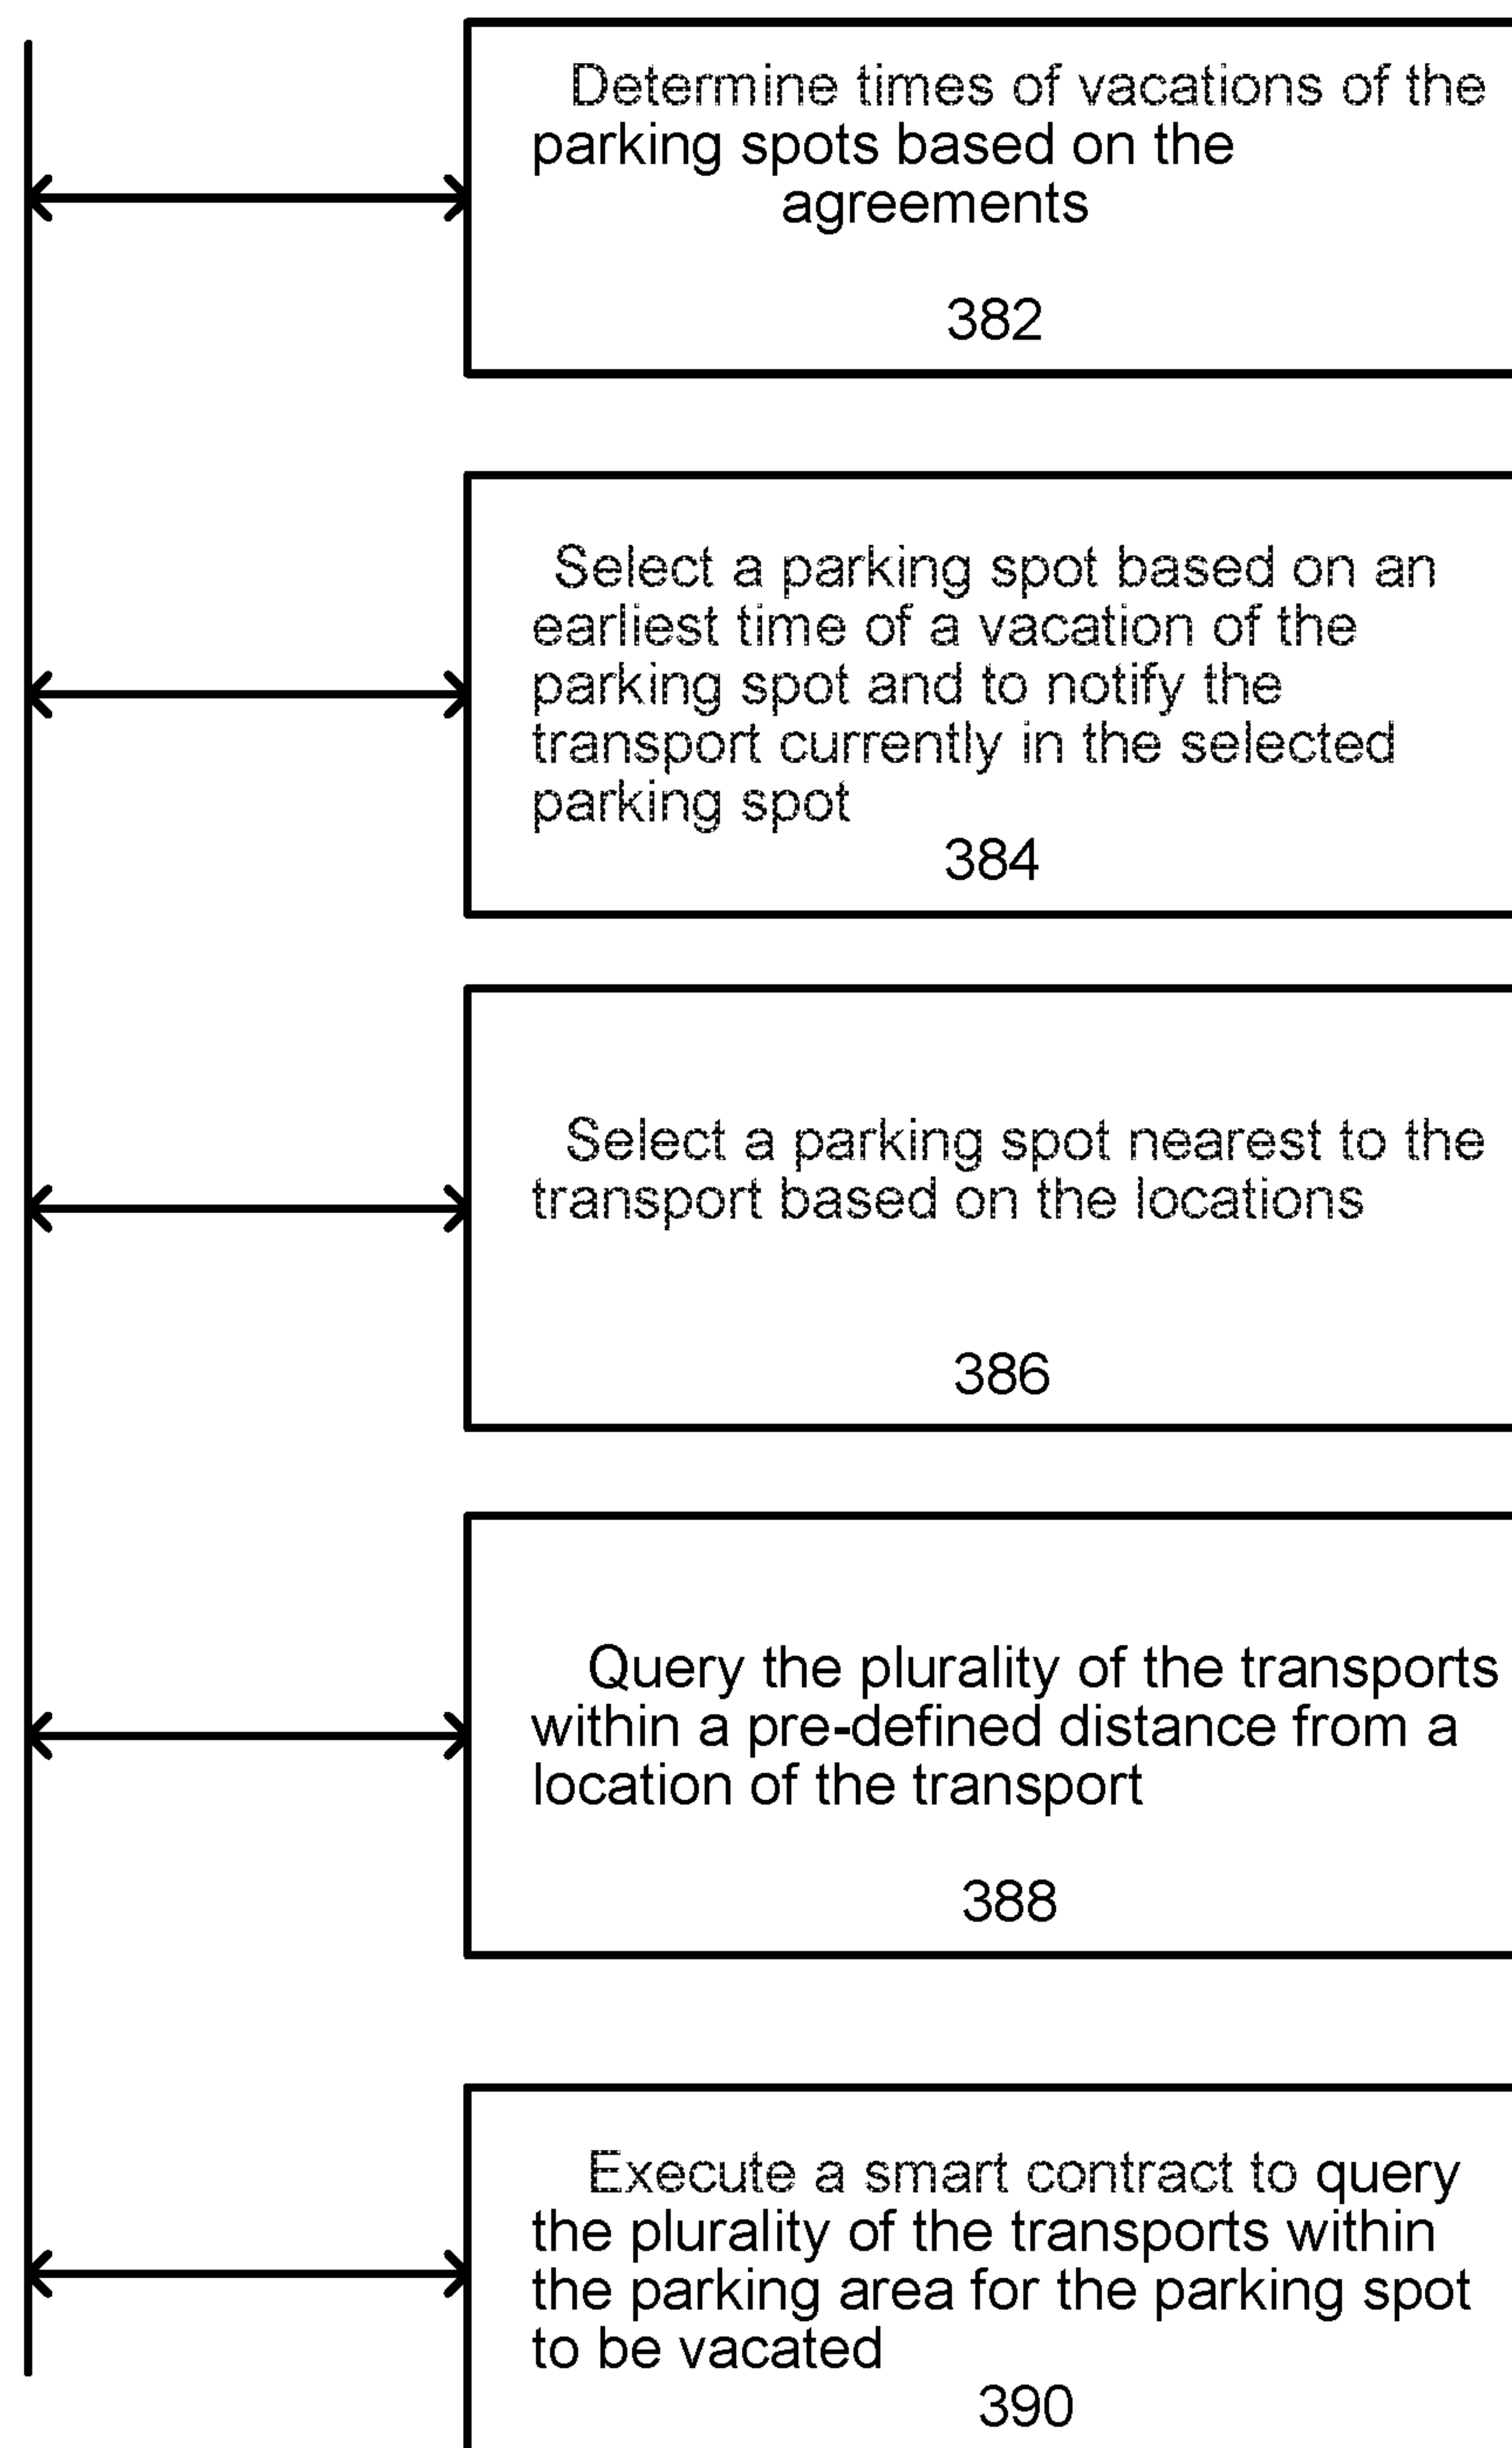 Determine times of vacations of the
parking spots based on the
agreements
382
Select a parking spot based on an
earliest time of a vacation of the
parking spot and to notify the
transport currently in the selected
parking spot
384
Select a parking spot nearest to the
transport based on the locations
386
Query the plurality of the transports
within a pre-defined distance from a
location of the transport
388
Execute a smart contract to query
the plurality of the transports within
the parking area for the parking spot
to be vacated
390